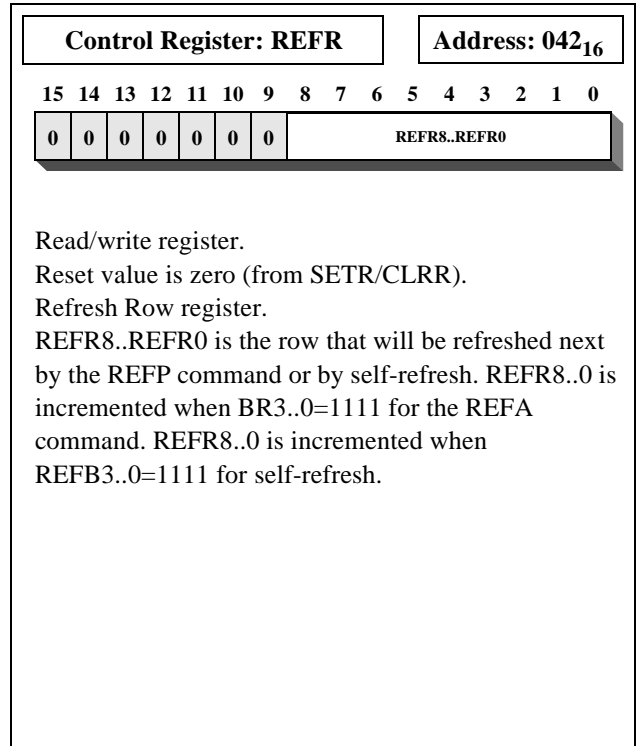 Control Register: REFR
Address: 042₁₆
15 14 13 12 11 10 9 8 7 6 5 4 3 2 1 0
0 0 0 0 0 0 0 REFR8..REFR0
Read/write register.
Reset value is zero (from SETR/CLRR).
Refresh Row register.
REFR8..REFR0 is the row that will be refreshed next
by the REFP command or by self-refresh. REFR8..0 is
incremented when BR3..0=1111 for the REFA
command. REFR8..0 is incremented when
REFB3..0=1111 for self-refresh.